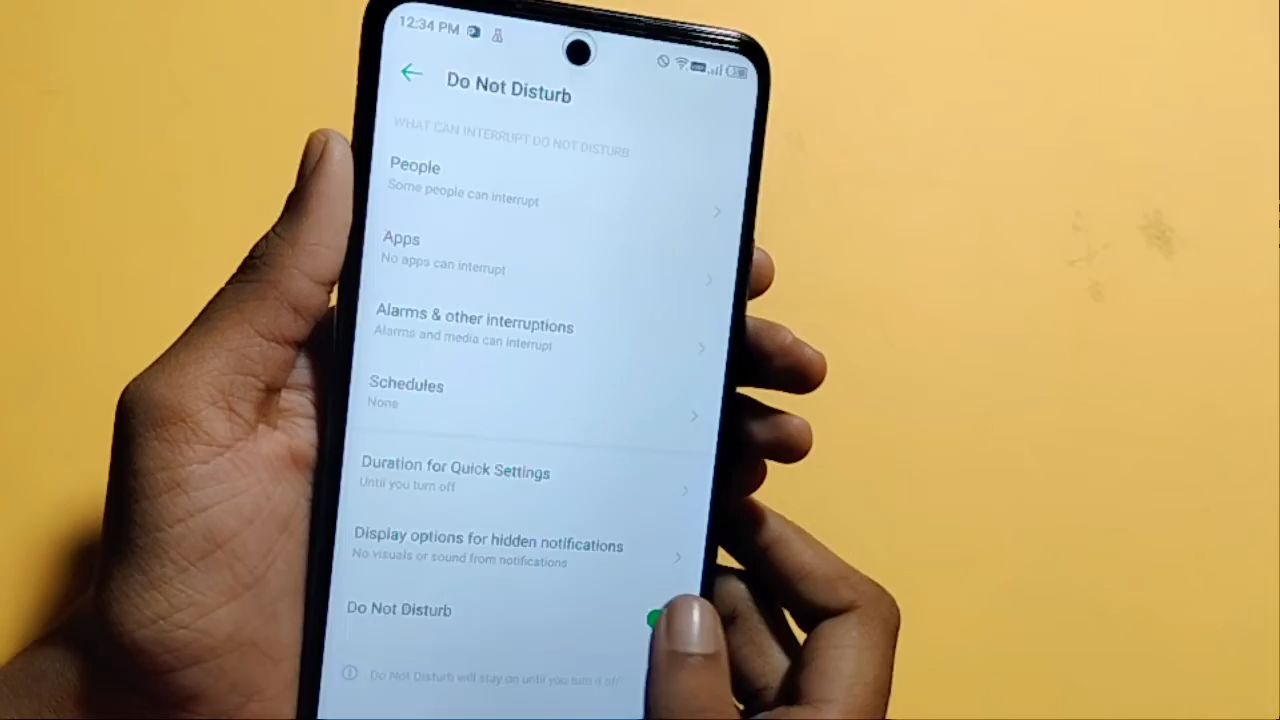 12:34 PM
Do Not Disturb
WHAT CAN INTERRUPT DO NOT DISTURB
People
Some people can interrupt
Apps
No apps can interrupt
Alarms & other interruptions
Alarms and media can interrupt
Schedules
None
Duration for Quick Settings
Until you turn off
Display options for hidden notifications
No visuals or sound from notifications
Do Not Disturb
Do Not Disturb will stay on until you turn it off